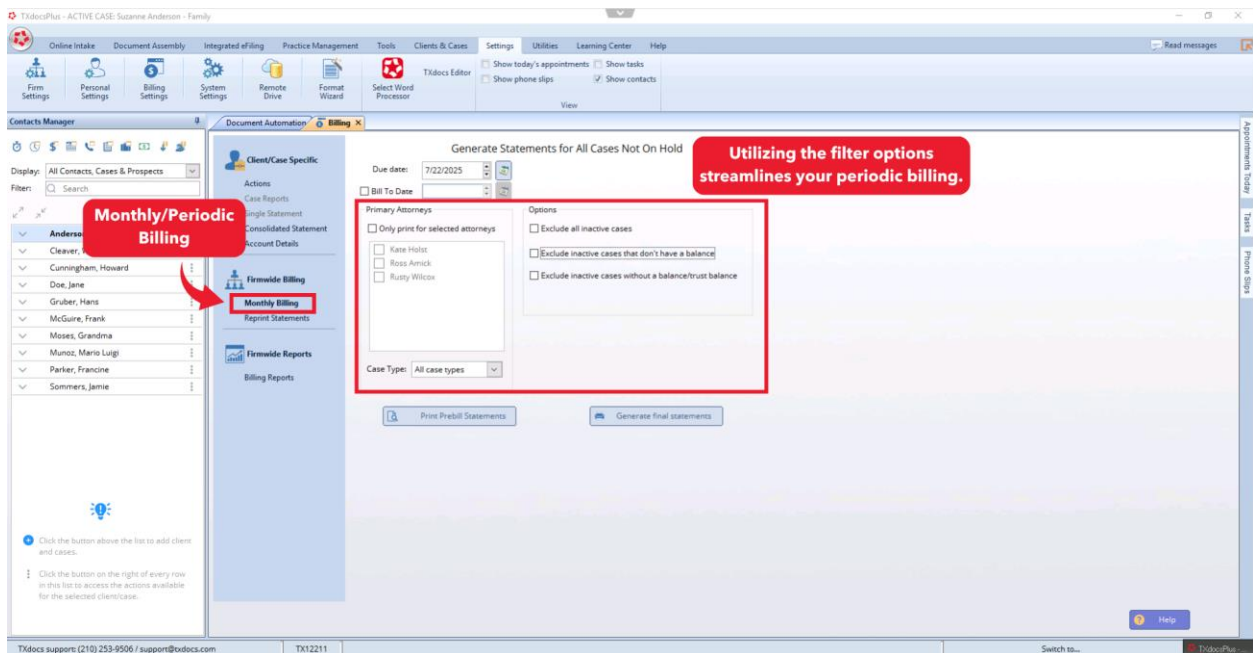 TXdocsPlus - ACTIVE CASE: Suzanne Anderson - Family
Online Intake Document Assembly Integrated eFiling Practice Management Tools Clients & Cases Settings Utilities Learning Center Help Read messages
Firm Settings
Personal Settings
Billing Settings
System Settings
Remote Drive
Format Wizard
Select Word Processor
TXdocs Editor
Show today's appointments Show tasks
Show phone slips Show contacts
View
Contacts Manager
Document Automation Billing
Display: All Contacts, Cases & Prospects
Filter: Search
Monthly/Periodic
Billing
Anderso
Cleaver,
Cunningham, Howard
Doe, Jane
Gruber, Hans
McGuire, Frank
Moses, Grandma
Munoz, Mario Luigi
Parker, Francine
Sommers, Jamie
Click the button above the list to add client
and cases.
Click the button on the right of every row
in this list to access the actions available
for the selected client/case.
Client/Case Specific
Actions
Case Reports
Single Statement
Consolidated Statement
Account Details
Firmwide Billing
Monthly Billing
Reprint Statements
Firmwide Reports
Billing Reports
Generate Statements for All Cases Not On Hold
Due date: 7/22/2025
Bill To Date
Utilizing the filter options
streamlines your periodic billing.
Primary Attorneys
Only print for selected attorneys
Kate Holst
Ross Amick
Rusty Wilcox
Case Type: All case types
Options
Exclude all inactive cases
Exclude inactive cases that don't have a balance
Exclude inactive cases without a balance/trust balance
Print Prebill Statements Generate final statements
Help
Appointments Today
Tasks
Phone Slips
TXdocs support: (210) 253-9506 / support@txdocs.com TX12211 Switch to... TXdocsPlus -